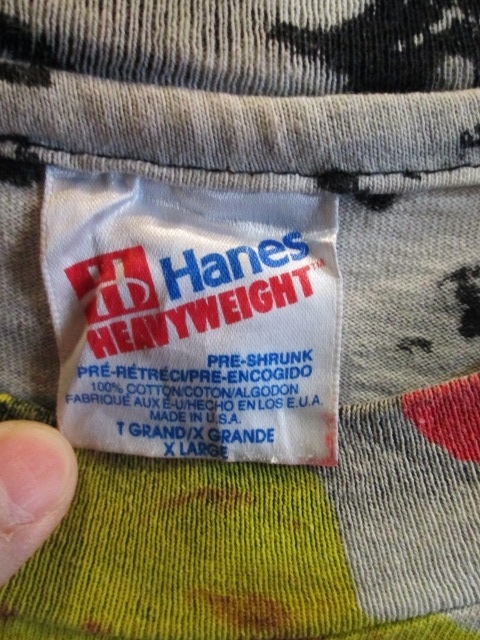 Hanes
HEAVYWEIGHT™
PRE-SHRUNK
PRÉ-RÉTRÉCI/PRE-ENCOGIDO
100% COTTON/COTON/ALGODON
FABRIQUÉ AUX É-U/HECHO EN LOS E.U.A.
MADE IN U.S.A.
T GRAND/X GRANDE
X LARGE